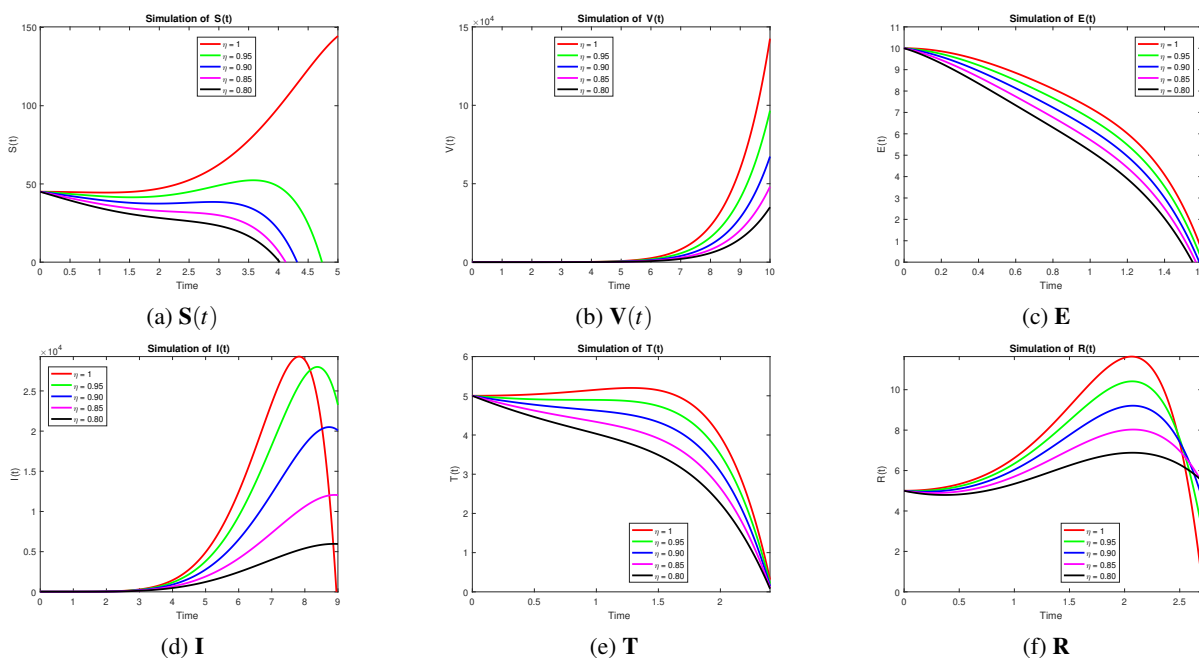 Simulation of S(t)
150
100
50
0
S(t)
η = 1
η = 0.95
η = 0.90
η = 0.85
η = 0.80
0 0.5 1 1.5 2 2.5 3 3.5 4 4.5 5
Time
(a) S(t)
Simulation of V(t)
×10⁴
15
10
5
0
V(t)
η = 1
η = 0.95
η = 0.90
η = 0.85
η = 0.80
0 1 2 3 4 5 6 7 8 9 10
Time
(b) V(t)
Simulation of E(t)
11
10
9
8
7
6
5
4
3
2
1
0
E(t)
η = 1
η = 0.95
η = 0.90
η = 0.85
η = 0.80
0 0.2 0.4 0.6 0.8 1 1.2 1.4 1.6
Time
(c) E
Simulation of I(t)
×10⁴
2.5
2
1.5
1
0.5
0
I(t)
η = 1
η = 0.95
η = 0.90
η = 0.85
η = 0.80
0 1 2 3 4 5 6 7 8 9
Time
(d) I
Simulation of T(t)
6
5
4
3
2
1
0
T(t)
η = 1
η = 0.95
η = 0.90
η = 0.85
η = 0.80
0 0.5 1 1.5 2
Time
(e) T
Simulation of R(t)
10
8
6
4
2
0
R(t)
η = 1
η = 0.95
η = 0.90
η = 0.85
η = 0.80
0 0.5 1 1.5 2 2.5
Time
(f) R